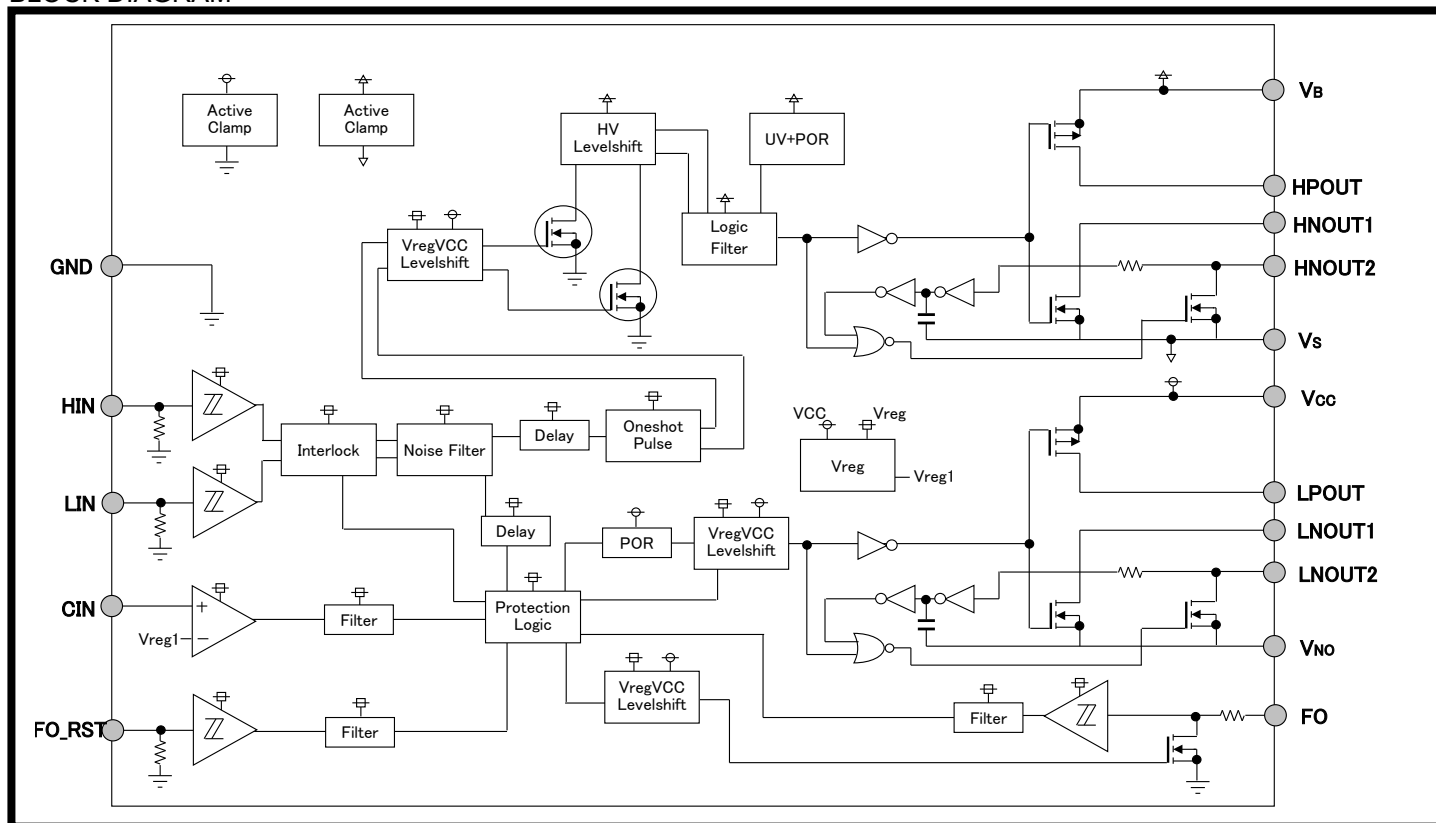 BLOCK DIAGRAM
Active
Clamp
Active
Clamp
HV
Levelshift
UV+POR
VregVCC
Levelshift
Logic
Filter
VB
HPOUT
HNOUT1
HNOUT2
VS
GND
HIN
LIN
CIN
FO_RST
Interlock
Noise Filter
Delay
Oneshot
Pulse
VCC
Vreg
Vreg
Vreg1
Delay
POR
VregVCC
Levelshift
Vcc
LPOUT
LNOUT1
LNOUT2
VNO
FO
+
Vreg1
−
Filter
Protection
Logic
VregVCC
Levelshift
Filter
Filter